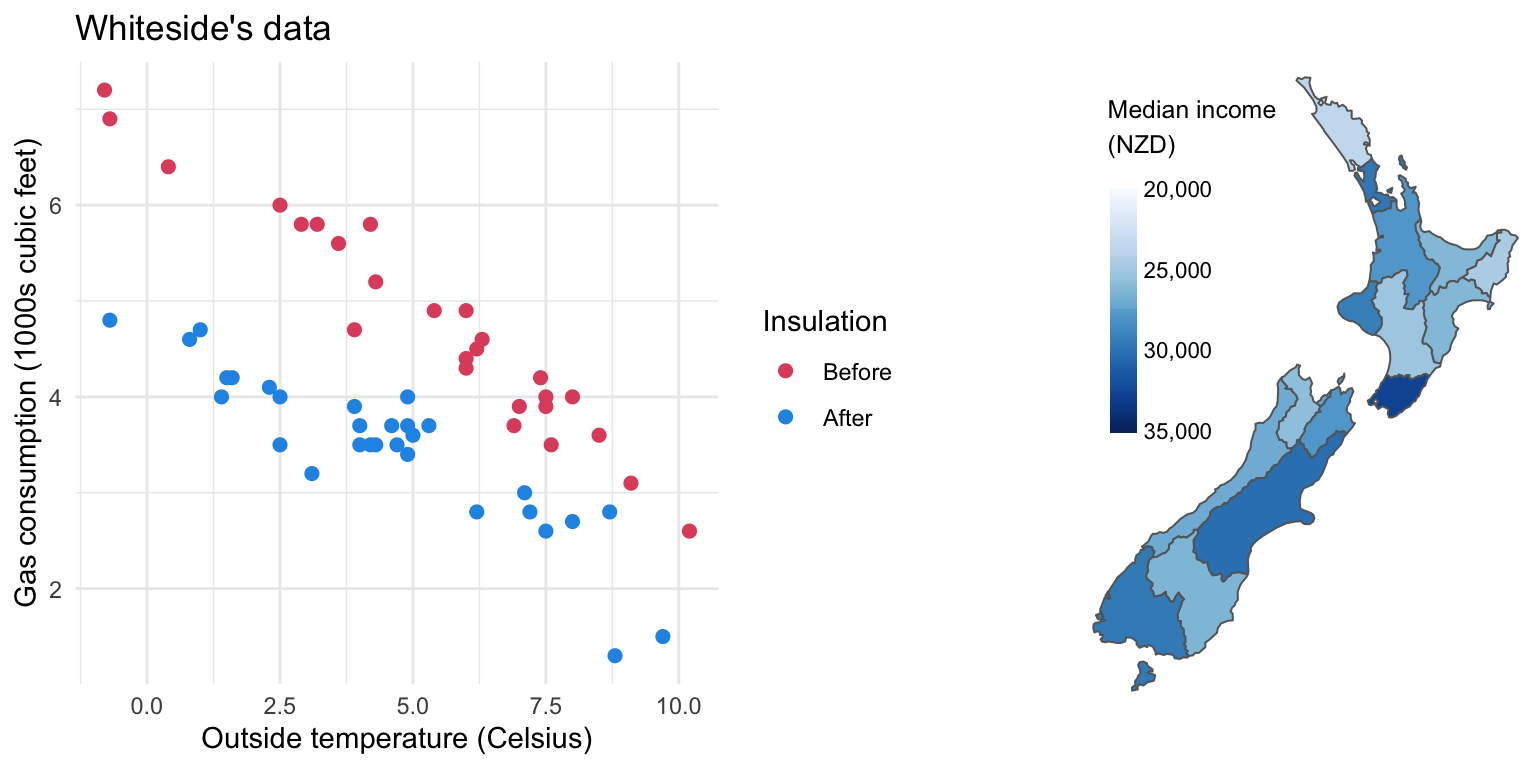 Whiteside's data
Gas consumption (1000s cubic feet)
6
4
2
0.0 2.5 5.0 7.5 10.0
Outside temperature (Celsius)
Insulation
Before
After
Median income
(NZD)
20,000
25,000
30,000
35,000